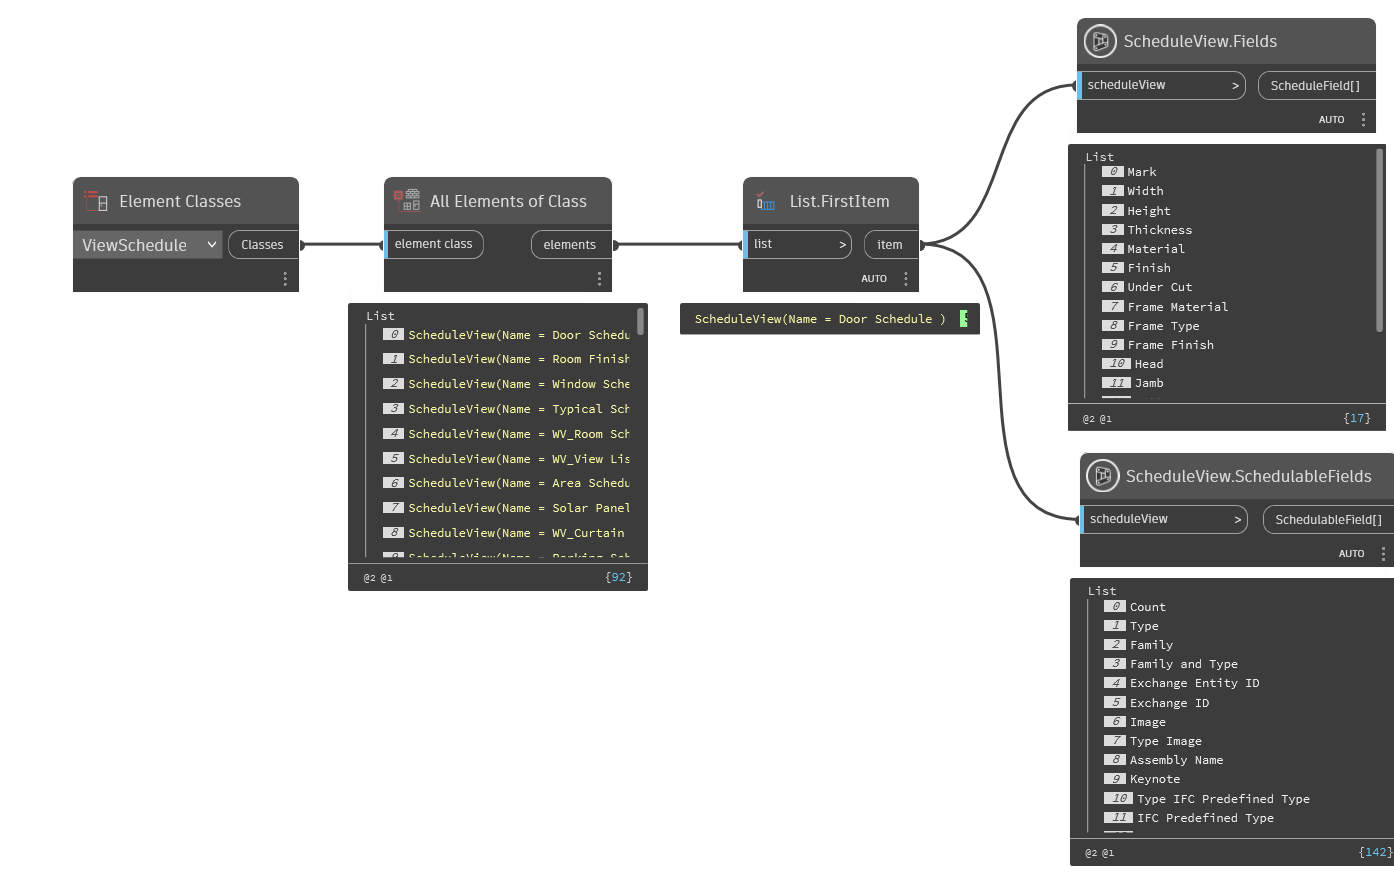 ScheduleView.Fields
scheduleView >
ScheduleField[]
AUTO
List
0 Mark
1 Width
2 Height
3 Thickness
4 Material
5 Finish
6 Under Cut
7 Frame Material
8 Frame Type
9 Frame Finish
10 Head
11 Jamb
@2 @1 {17}
Element Classes
ViewSchedule
Classes
All Elements of Class
element class
elements
List
0 ScheduleView(Name = Door Schedu
1 ScheduleView(Name = Room Finish
2 ScheduleView(Name = Window Sche
3 ScheduleView(Name = Typical Sch
4 ScheduleView(Name = WV_Room Sch
5 ScheduleView(Name = WV_View Lis
6 ScheduleView(Name = Area Schedu
7 ScheduleView(Name = Solar Panel
8 ScheduleView(Name = WV_Curtain
9 ScheduleView(Name = Parking Sch
@2 @1 {92}
List.FirstItem
list >
item
AUTO
ScheduleView(Name = Door Schedule )
ScheduleView.SchedulableFields
scheduleView >
SchedulableField[]
AUTO
List
0 Count
1 Type
2 Family
3 Family and Type
4 Exchange Entity ID
5 Exchange ID
6 Image
7 Type Image
8 Assembly Name
9 Keynote
10 Type IFC Predefined Type
11 IFC Predefined Type
@2 @1 {142}